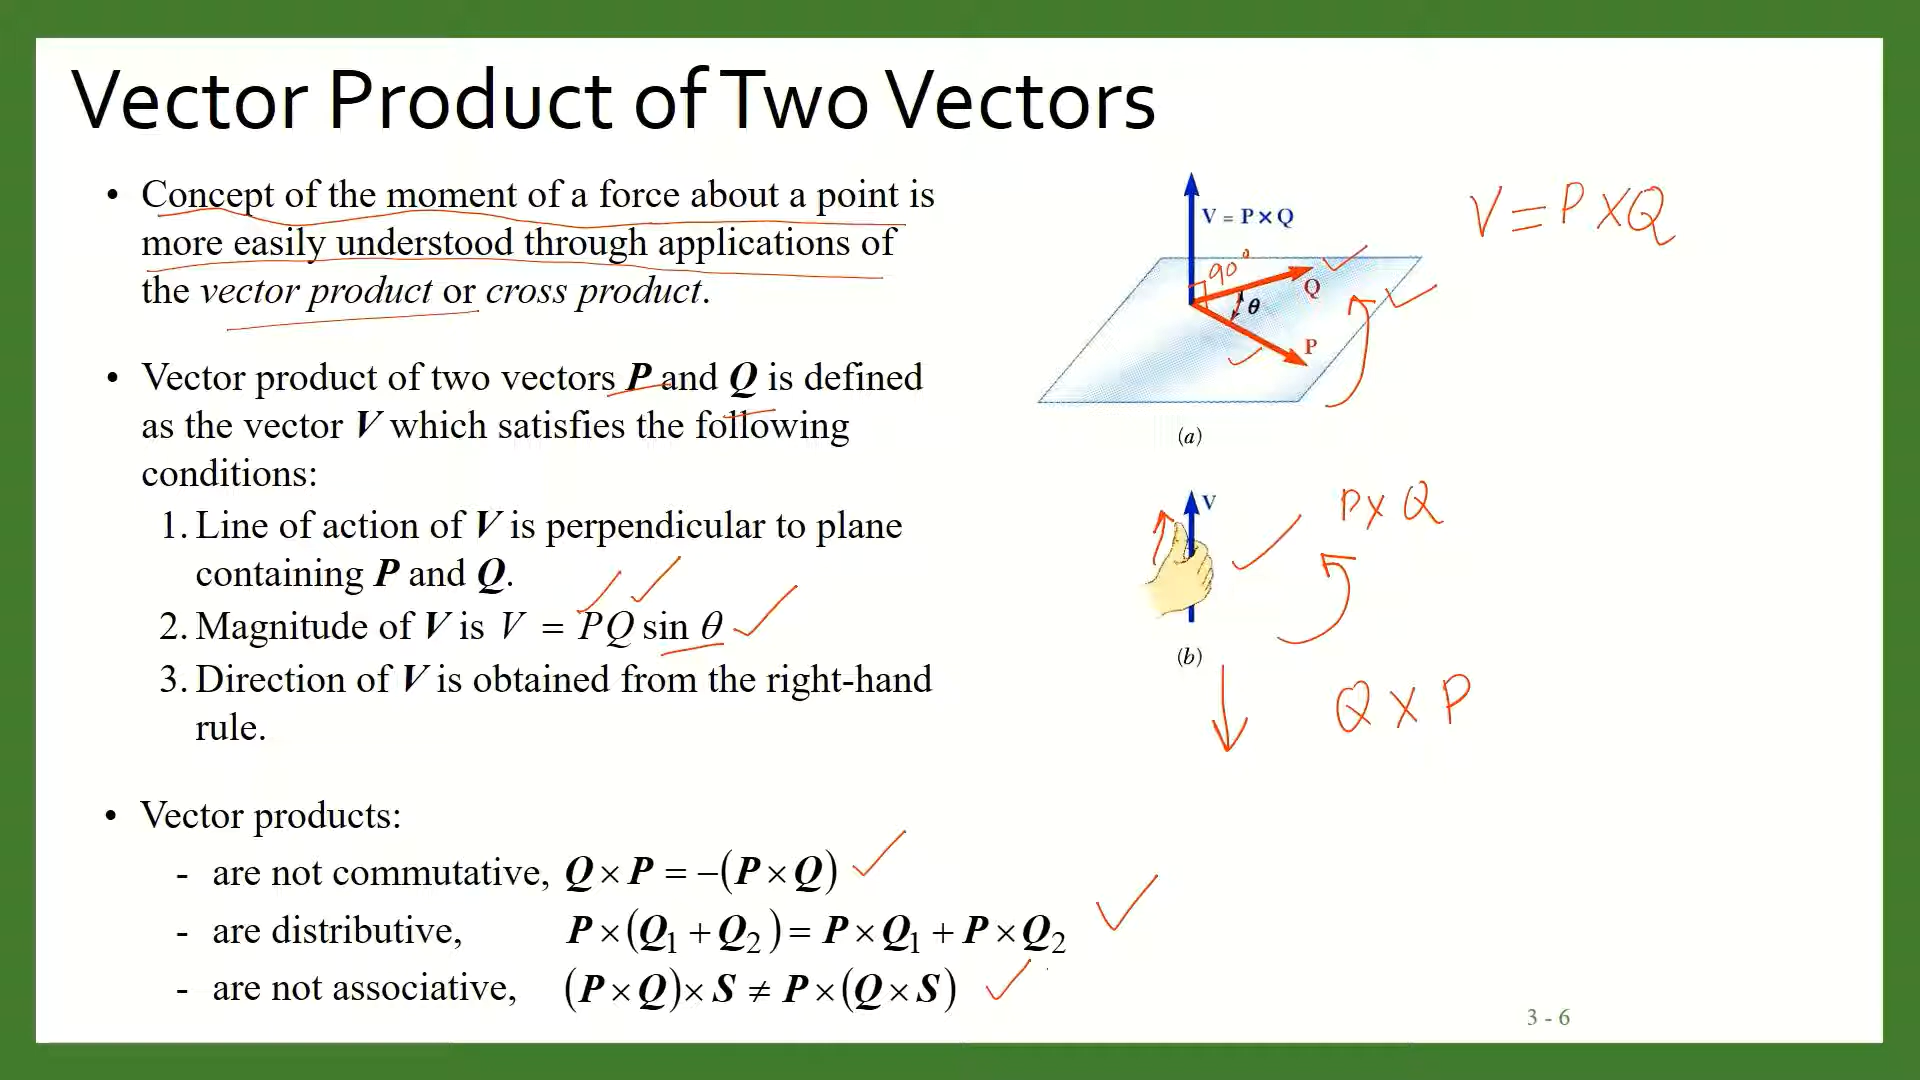 Vector Product of Two Vectors
• Concept of the moment of a force about a point is
more easily understood through applications of
the vector product or cross product.
• Vector product of two vectors P and Q is defined
as the vector V which satisfies the following
conditions:
1. Line of action of V is perpendicular to plane
containing P and Q.
2. Magnitude of V is V = PQ sin θ
3. Direction of V is obtained from the right-hand
rule.
• Vector products:
- are not commutative, Q × P = −(P × Q)
- are distributive, P × (Q₁ + Q₂) = P × Q₁ + P × Q₂
- are not associative, (P × Q) × S ≠ P × (Q × S)
V = P × Q
90°
Q
θ
P
(a)
V = P × Q
V
(b)
P × Q
Q × P
3 - 6